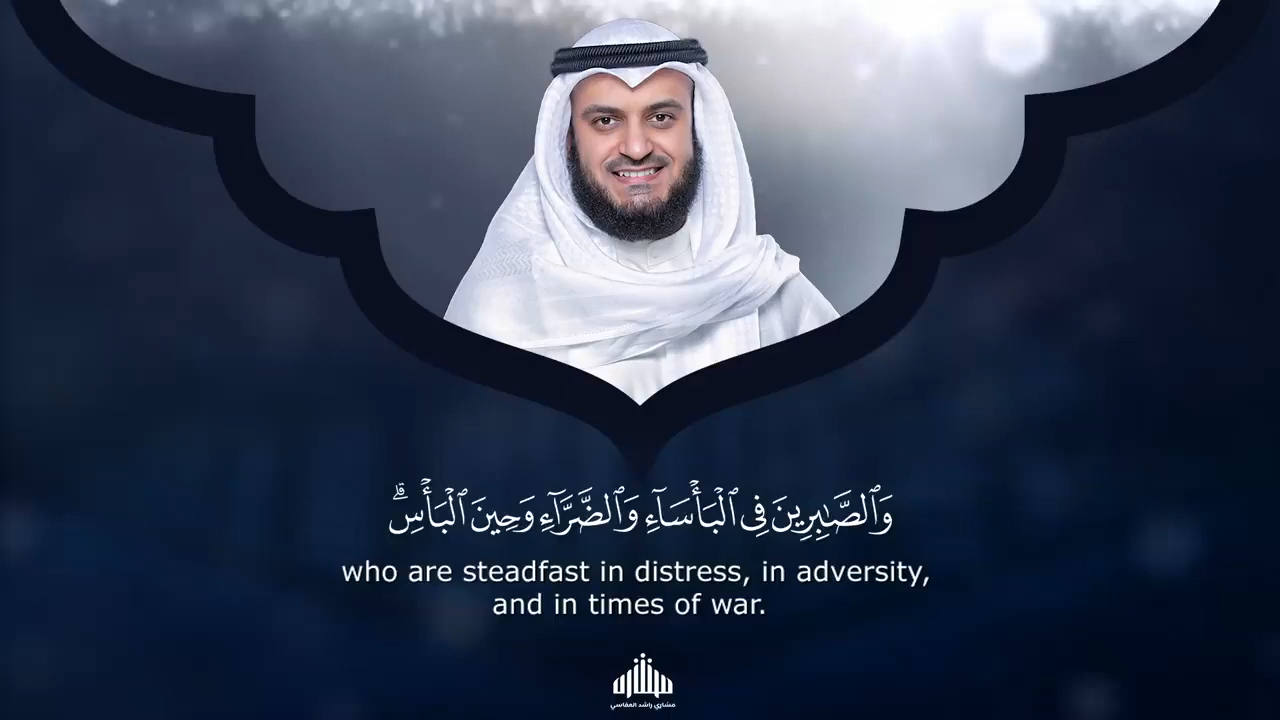 وَٱلصَّٰبِرِينَ فِى ٱلْبَأْسَآءِ وَٱلضَّرَّآءِ وَحِينَ ٱلْبَأْسِ ۗ
who are steadfast in distress, in adversity,
and in times of war.
مشاري راشد العفاسي